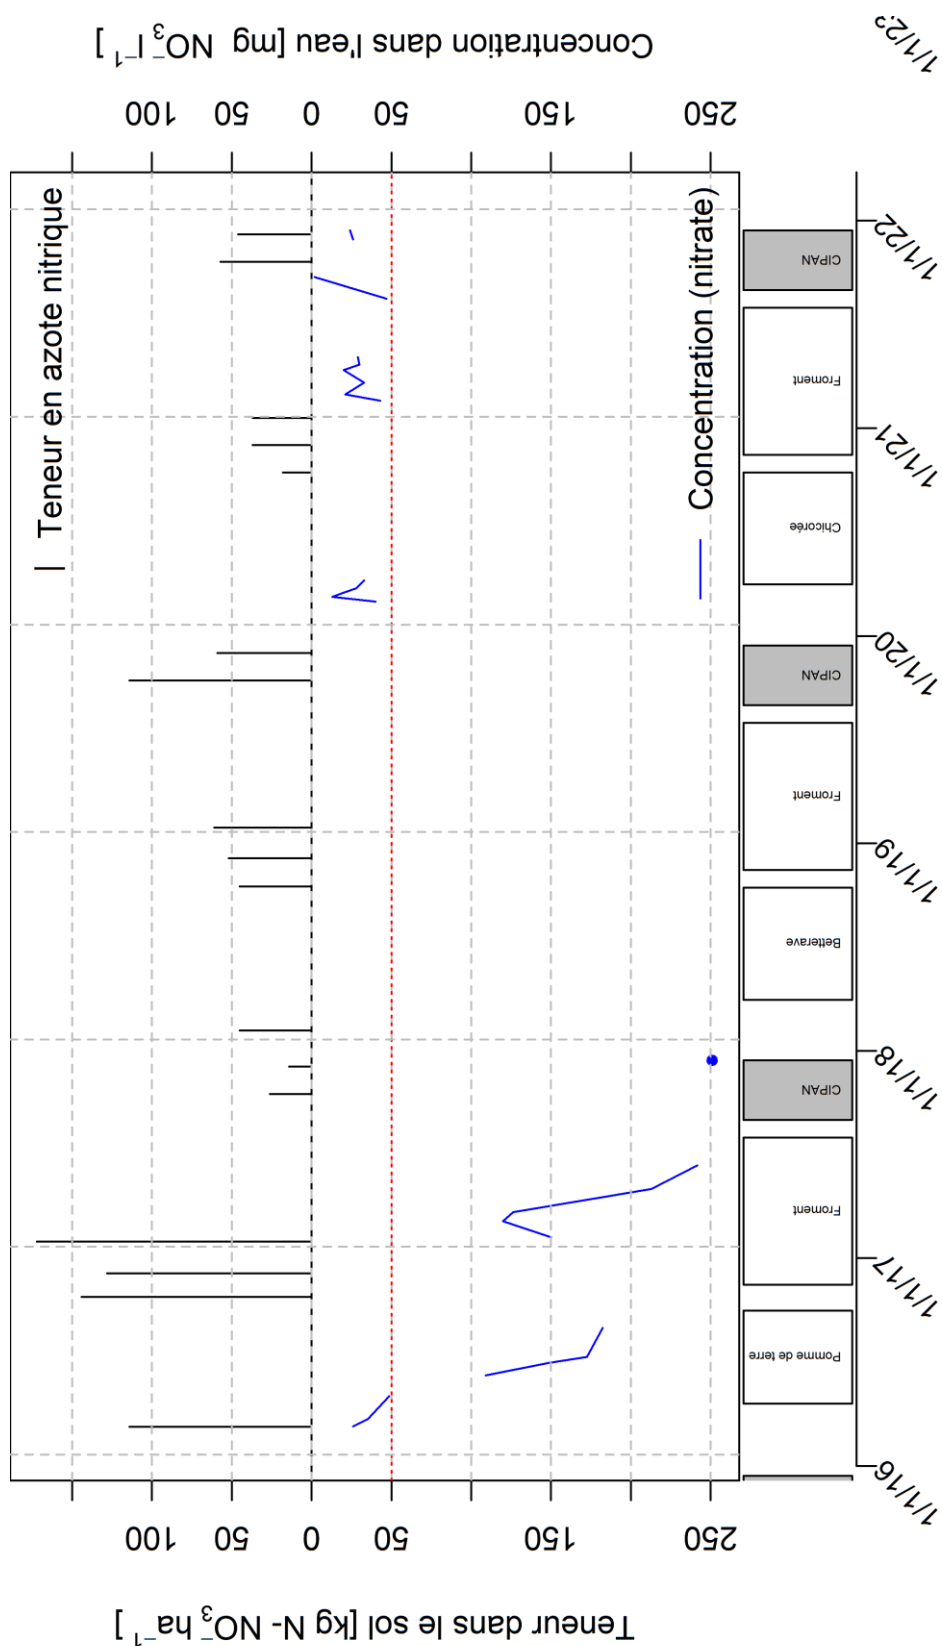 Concentration dans l'eau [mg NO₃⁻ l⁻¹]
100 50 0 50 150 250
Teneur en azote nitrique
Concentration (nitrate)
CIPAN
Froment
Chicorée
CIPAN
Froment
Betterave
CIPAN
Froment
Pomme de terre
1/1/23
1/1/22
1/1/21
1/1/20
1/1/19
1/1/18
1/1/17
1/1/16
100 50 0 50 150 250
Teneur dans le sol [kg N- NO₃⁻ ha⁻¹]